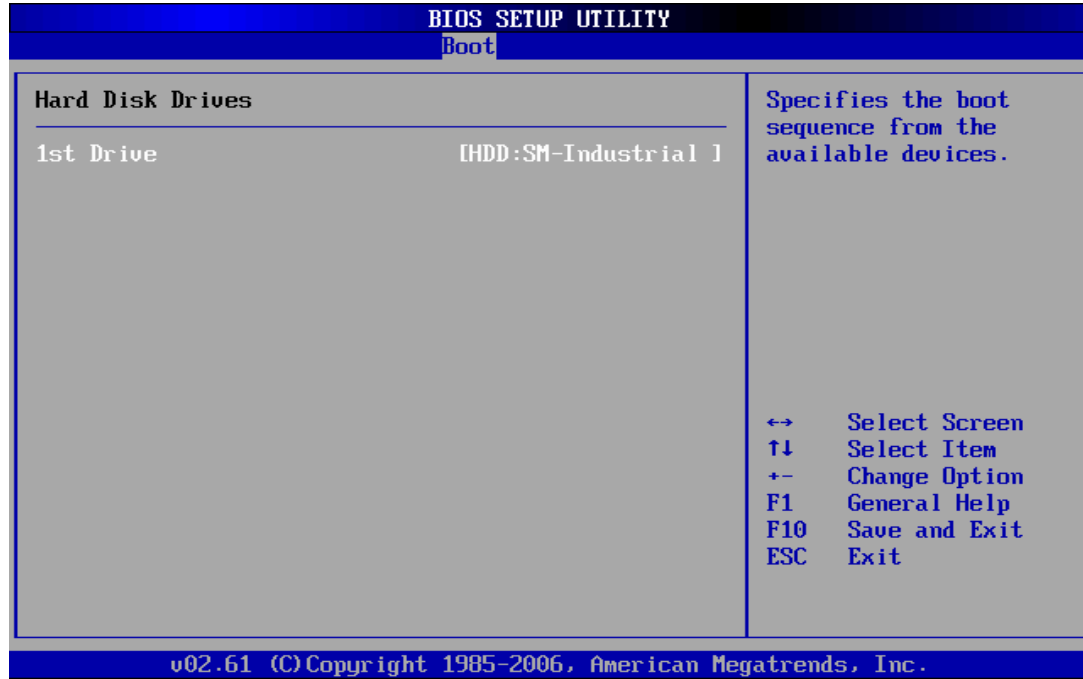 BIOS SETUP UTILITY
Boot
Hard Disk Drives
1st Drive [HDD:SM-Industrial ]
Specifies the boot
sequence from the
available devices.
←→ Select Screen
↑↓ Select Item
+- Change Option
F1 General Help
F10 Save and Exit
ESC Exit
v02.61 (C)Copyright 1985-2006, American Megatrends, Inc.